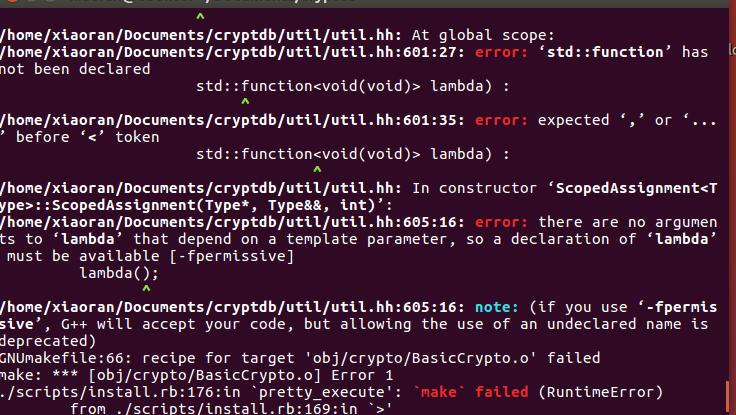 ^
/home/xiaoran/Documents/cryptdb/util/util.hh: At global scope:
/home/xiaoran/Documents/cryptdb/util/util.hh:601:27: error: ‘std::function’ has
not been declared
std::function<void(void)> lambda) :
^
/home/xiaoran/Documents/cryptdb/util/util.hh:601:35: error: expected ‘,’ or ‘...
’ before ‘<’ token
std::function<void(void)> lambda) :
^
/home/xiaoran/Documents/cryptdb/util/util.hh: In constructor ‘ScopedAssignment<T
ype>::ScopedAssignment(Type*, Type&&, int)’:
/home/xiaoran/Documents/cryptdb/util/util.hh:605:16: error: there are no argumen
ts to ‘lambda’ that depend on a template parameter, so a declaration of ‘lambda’
must be available [-fpermissive]
lambda();
^
/home/xiaoran/Documents/cryptdb/util/util.hh:605:16: note: (if you use ‘-fpermis
sive’, G++ will accept your code, but allowing the use of an undeclared name is
deprecated)
GNUmakefile:66: recipe for target 'obj/crypto/BasicCrypto.o' failed
make: *** [obj/crypto/BasicCrypto.o] Error 1
./scripts/install.rb:176:in `pretty_execute': `make` failed (RuntimeError)
from ./scripts/install.rb:169:in `>'